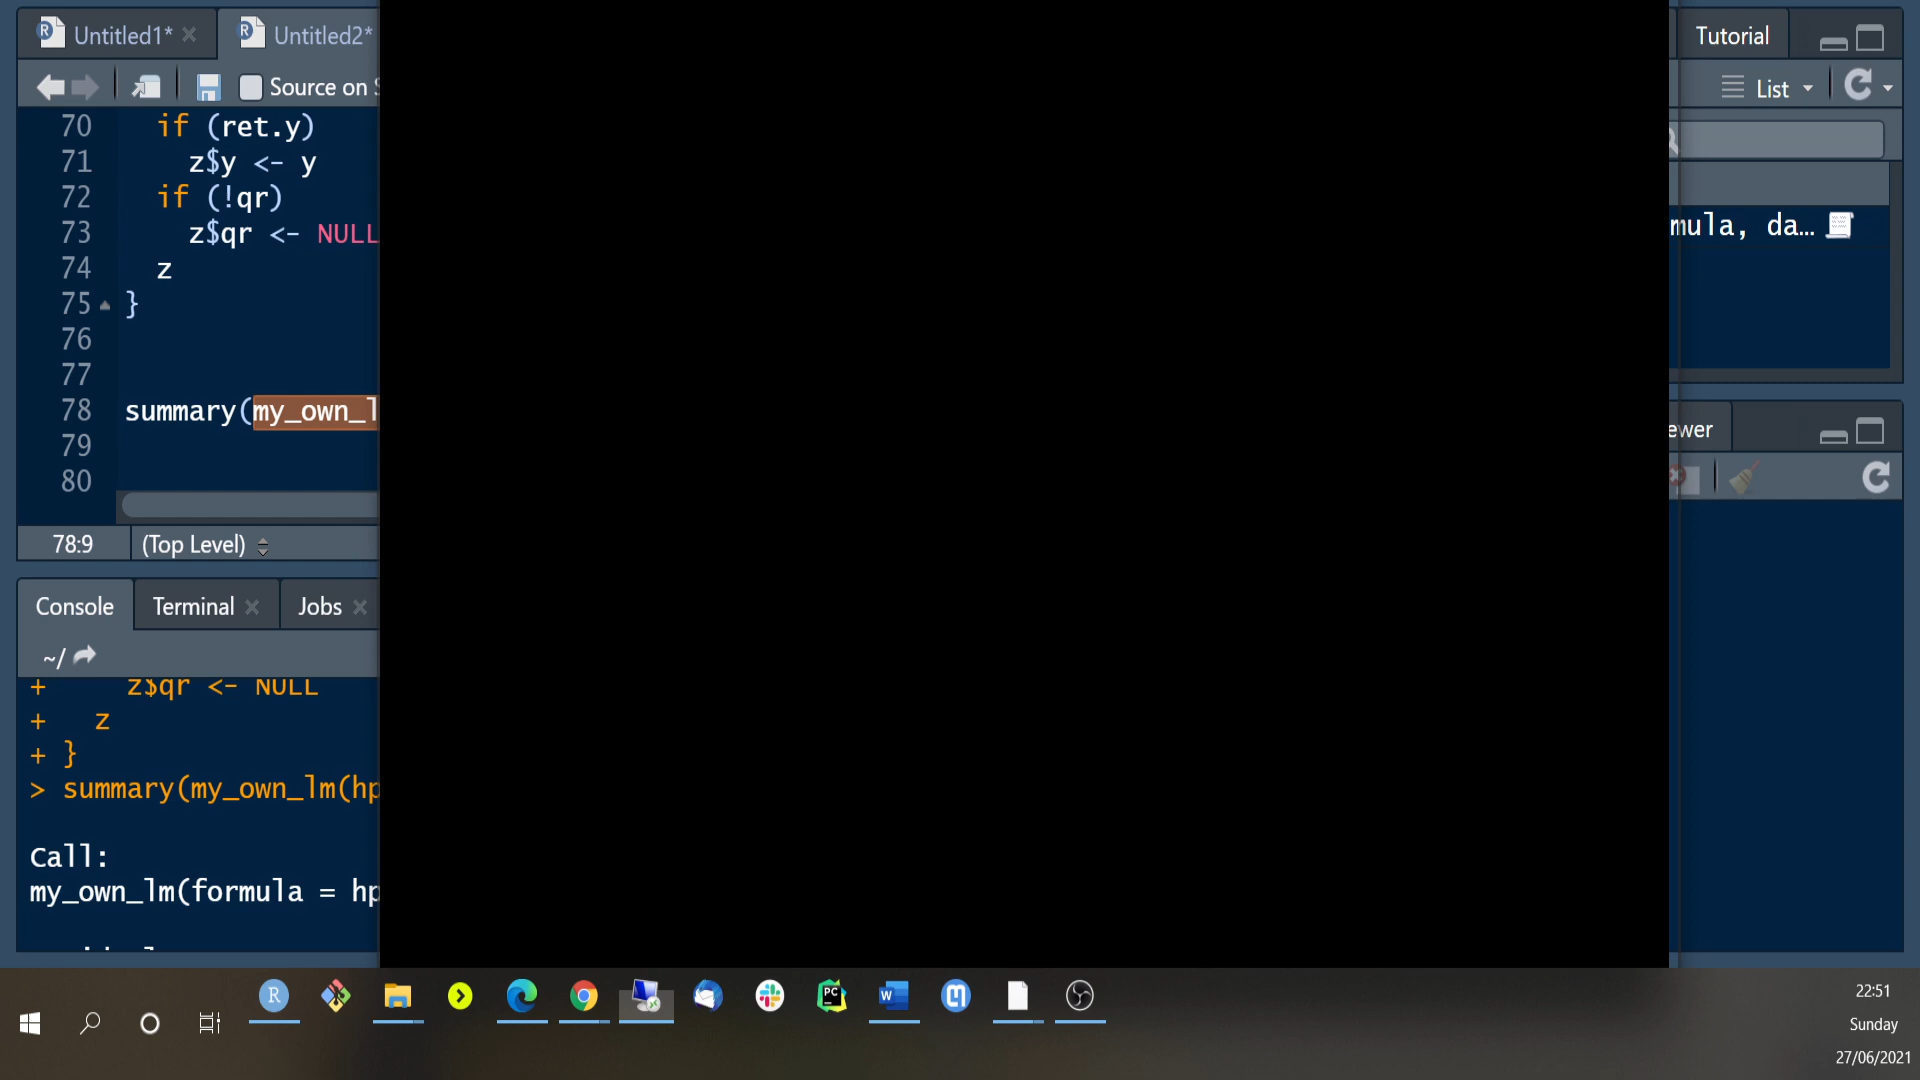 Untitled1*
Untitled2*
Tutorial
Source on
List
70 if (ret.y)
71 z$y <- y
72 if (!qr)
73 z$qr <- NULL
74 z
75 }
76
77
78 summary(my_own_l
79
80
mula, da...
78:9 (Top Level)
ewer
Console Terminal Jobs
~/
+ z$qr <- NULL
+ z
+ }
> summary(my_own_lm(hp
Call:
my_own_lm(formula = hp
R
PC
W
22:51
Sunday
27/06/2021